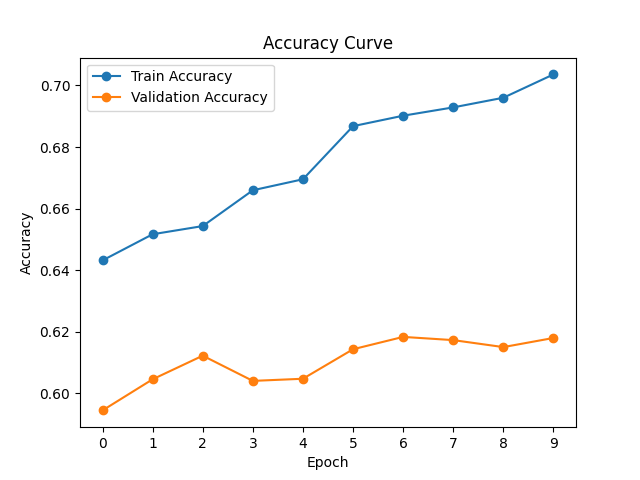 Accuracy Curve
Train Accuracy
Validation Accuracy
Accuracy
0.70
0.68
0.66
0.64
0.62
0.60
0 1 2 3 4 5 6 7 8 9
Epoch